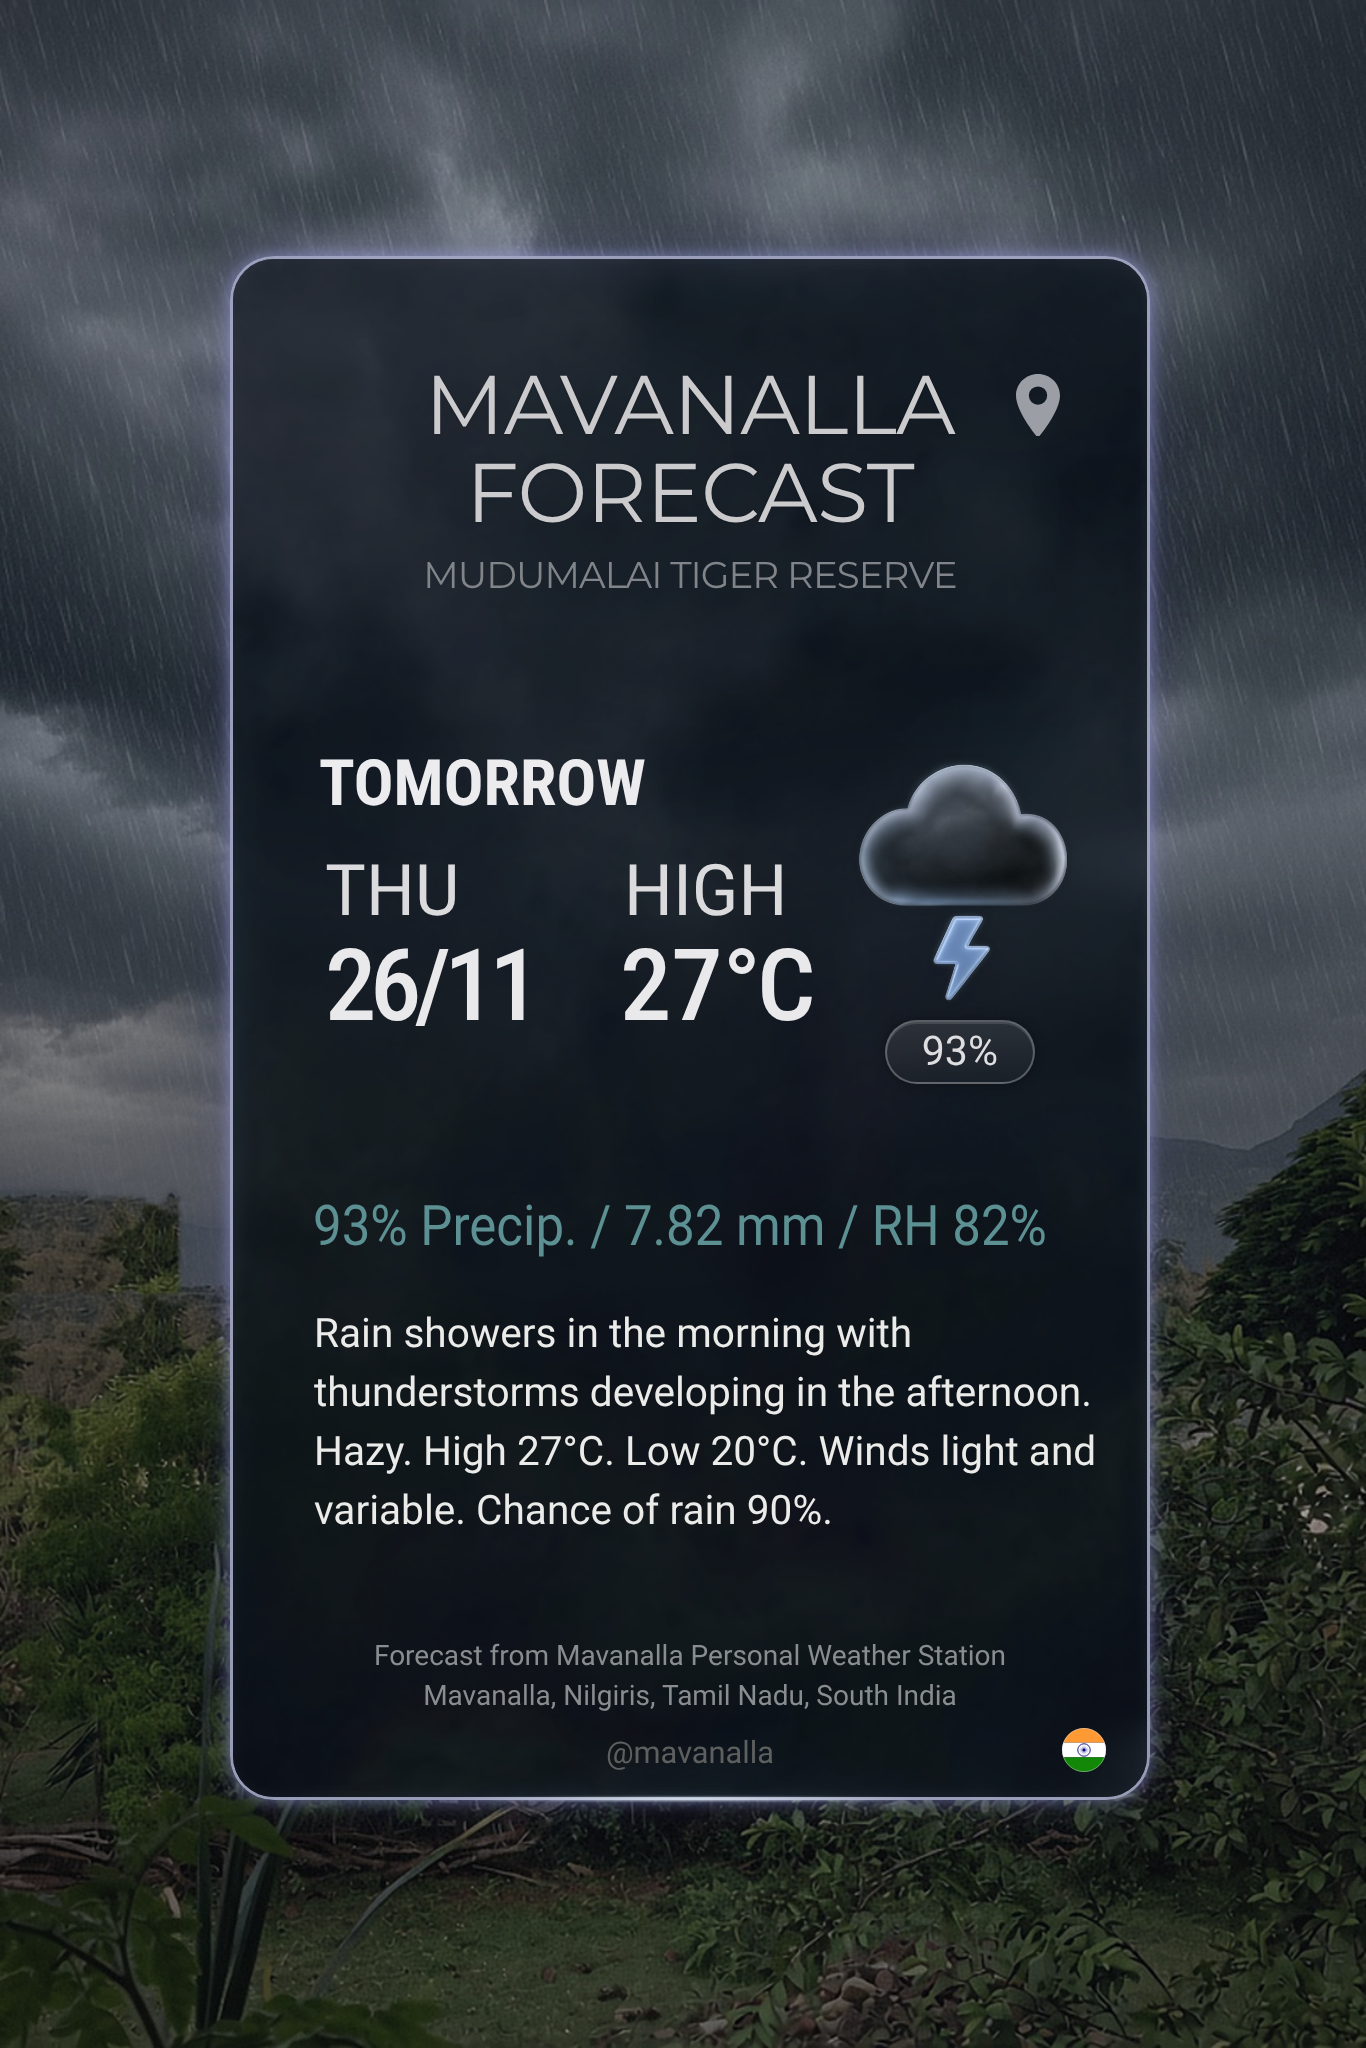 MAVANALLA
FORECAST
MUDUMALAI TIGER RESERVE
TOMORROW
THU
26/11
HIGH
27°C
93%
93% Precip. / 7.82 mm / RH 82%
Rain showers in the morning with
thunderstorms developing in the afternoon.
Hazy. High 27°C. Low 20°C. Winds light and
variable. Chance of rain 90%.
Forecast from Mavanalla Personal Weather Station
Mavanalla, Nilgiris, Tamil Nadu, South India
@mavanalla